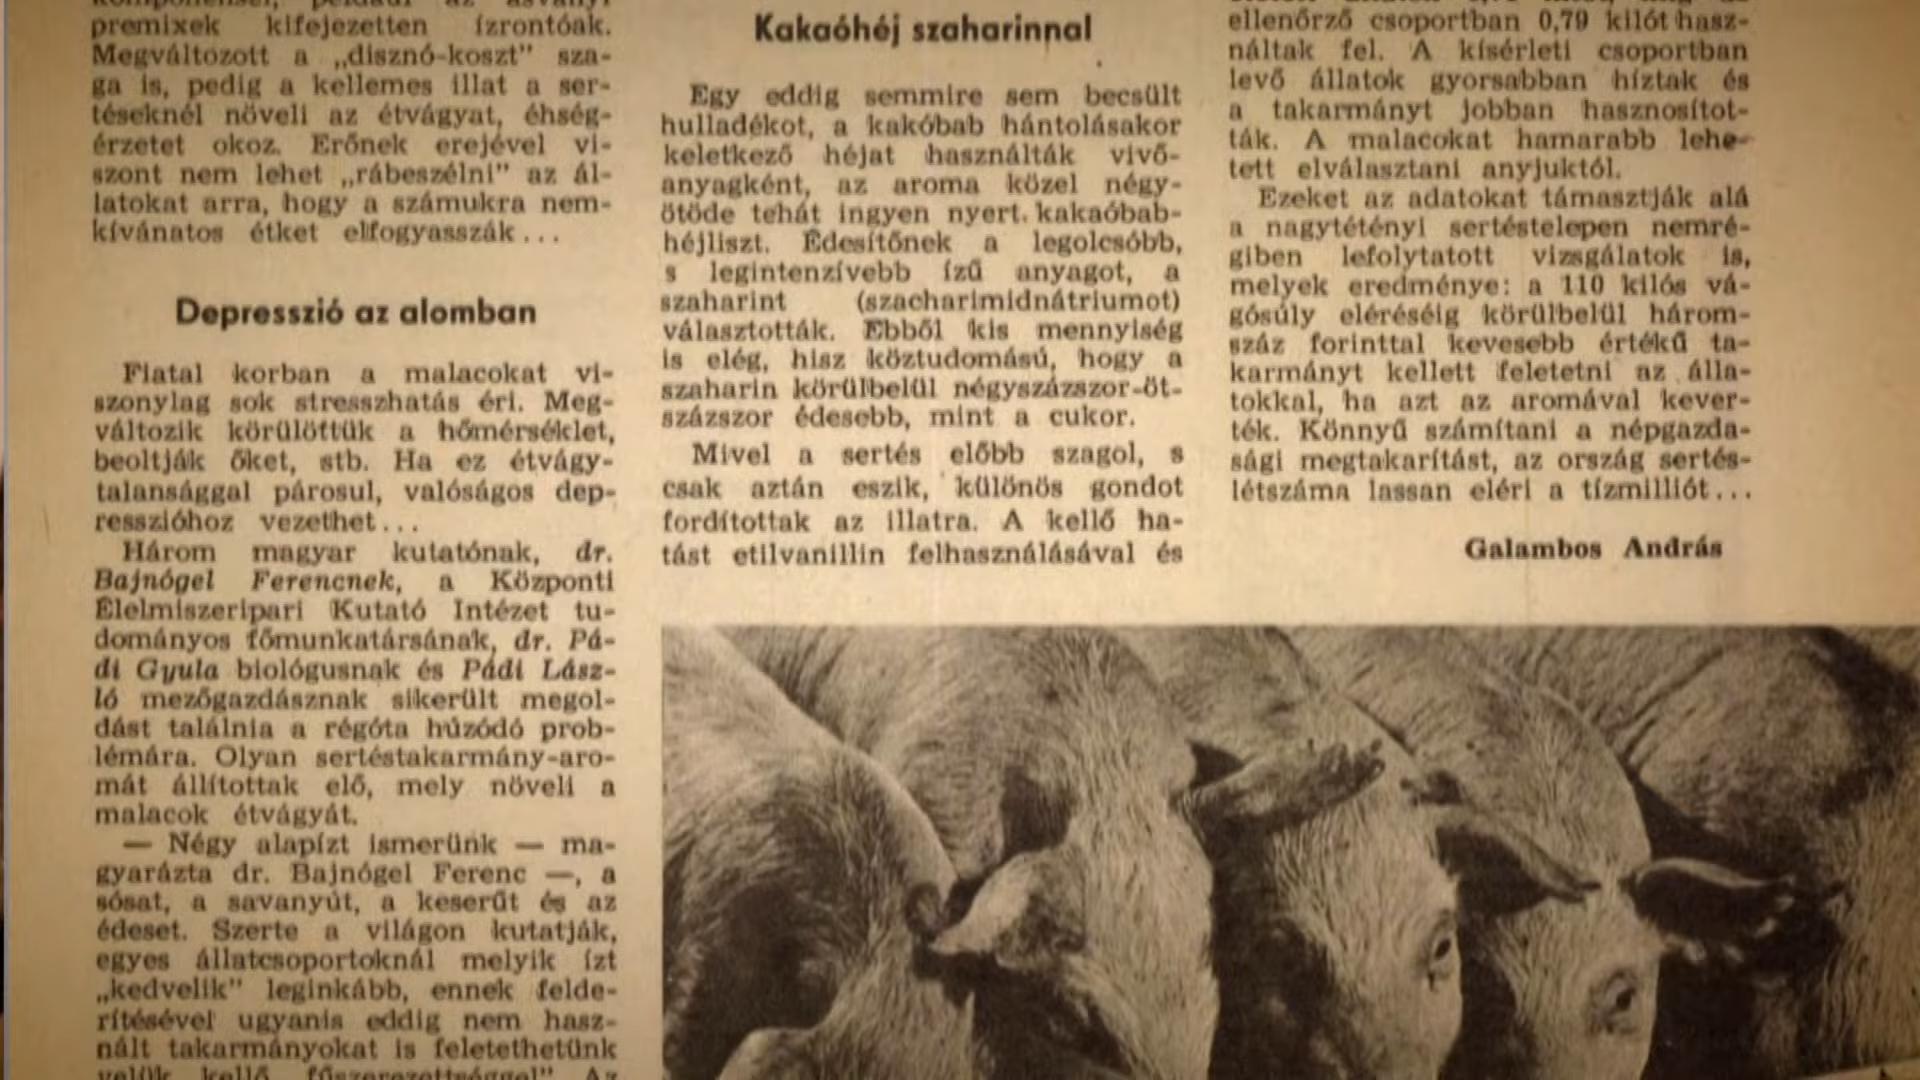 premixek kifejezetten ízrontóak.
Megváltozott a „disznó-koszt” sza-
ga is, pedig a kellemes illat a ser-
téseknél növeli az étvágyat, éhség-
érzetet okoz. Erőnek erejével vi-
szont nem lehet „rábeszélni” az ál-
latokat arra, hogy a számukra nem-
kívánatos étket elfogyasszák...
Depresszió az alomban
Fiatal korban a malacokat vi-
szonylag sok stresszhatás éri. Meg-
változik körülöttük a hőmérséklet,
beoltják őket, stb. Ha ez étvágy-
talansággal párosul, valóságos dep-
resszióhoz vezethet...
Három magyar kutatónak, dr.
Bajnógel Ferencnek, a Központi
Élelmiszeripari Kutató Intézet tu-
dományos főmunkatársának, dr. Pá-
di Gyula biológusnak és Pádi Lász-
ló mezőgazdásznak sikerült megol-
dást találnia a régóta húzódó prob-
lémára. Olyan sertéstakarmány-aro-
mát állítottak elő, mely növeli a
malacok étvágyát.
— Négy alapízt ismerünk — ma-
gyarázta dr. Bajnógel Ferenc —, a
sósat, a savanyút, a keserűt és az
édeset. Szerte a világon kutatják,
egyes állatcsoportoknál melyik ízt
„kedvelik” leginkább, ennek felde-
rítésével ugyanis eddig nem hasz-
nált takarmányokat is feletethetünk
velük kellő fűszerezettséggel” Az
Kakaóhéj szaharinnal
Egy eddig semmire sem becsült
hulladékot, a kakóbab hántolásakor
keletkező héjat használták vivő-
anyagként, az aroma közel négy-
ötöde tehát ingyen nyert kakaóbab-
héjliszt. Édesítőnek a legolcsóbb,
s legintenzívebb ízű anyagot, a
szaharint (szacharimidnátriumot)
választották. Ebből kis mennyiség
is elég, hisz köztudomású, hogy a
szaharin körülbelül négyszázszor-öt-
százszor édesebb, mint a cukor.
Mivel a sertés előbb szagol, s
csak aztán eszik, különös gondot
fordítottak az illatra. A kellő ha-
tást etilvanillin felhasználásával és
ellenőrző csoportban 0,79 kilót hasz-
náltak fel. A kísérleti csoportban
levő állatok gyorsabban híztak és
a takarmányt jobban hasznosítot-
ták. A malacokat hamarabb lehe-
tett elválasztani anyjuktól.
Ezeket az adatokat támasztják alá
a nagytétényi sertéstelepen nemré-
giben lefolytatott vizsgálatok is,
melyek eredménye: a 110 kilós vá-
gósúly eléréséig körülbelül három-
száz forinttal kevesebb értékű ta-
karmányt kellett feletetni az álla-
tokkal, ha azt az aromával kever-
ték. Könnyű számítani a népgazda-
sági megtakarítást, az ország sertés-
létszáma lassan eléri a tízmilliót...
Galambos András